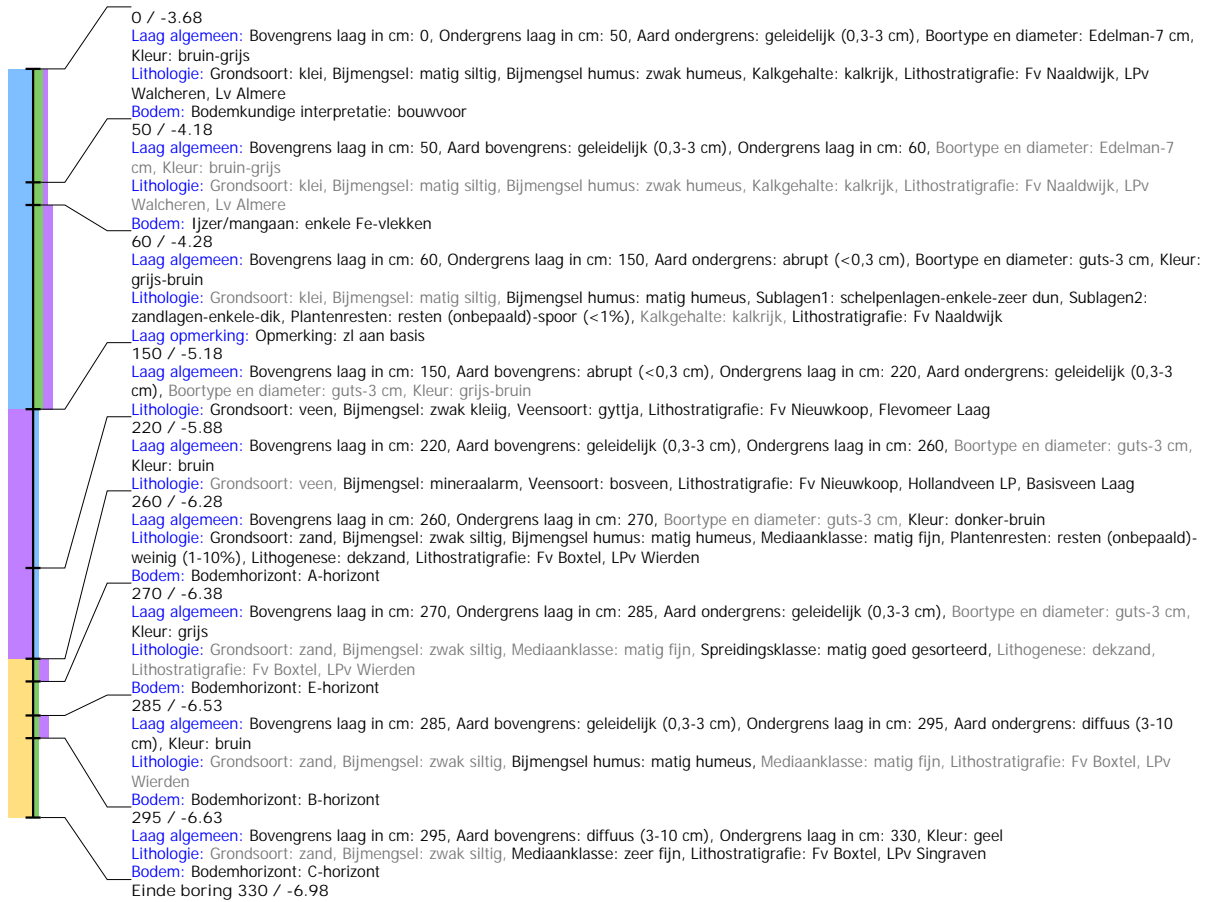 0 / -3.68
Laag algemeen: Bovengrens laag in cm: 0, Ondergrens laag in cm: 50, Aard ondergrens: geleidelijk (0,3-3 cm), Boortype en diameter: Edelman-7 cm,
Kleur: bruin-grijs
Lithologie: Grondsoort: klei, Bijmengsel: matig siltig, Bijmengsel humus: zwak humeus, Kalkgehalte: kalkrijk, Lithostratigrafie: Fv Naaldwijk, LPv
Walcheren, Lv Almere
Bodem: Bodemkundige interpretatie: bouwvoor
50 / -4.18
Laag algemeen: Bovengrens laag in cm: 50, Aard bovengrens: geleidelijk (0,3-3 cm), Ondergrens laag in cm: 60, Boortype en diameter: Edelman-7
cm, Kleur: bruin-grijs
Lithologie: Grondsoort: klei, Bijmengsel: matig siltig, Bijmengsel humus: zwak humeus, Kalkgehalte: kalkrijk, Lithostratigrafie: Fv Naaldwijk, LPv
Walcheren, Lv Almere
Bodem: Ijzer/mangaan: enkele Fe-vlekken
60 / -4.28
Laag algemeen: Bovengrens laag in cm: 60, Ondergrens laag in cm: 150, Aard ondergrens: abrupt (<0,3 cm), Boortype en diameter: guts-3 cm, Kleur:
grijs-bruin
Lithologie: Grondsoort: klei, Bijmengsel: matig siltig, Bijmengsel humus: matig humeus, Sublagen1: schelpenlagen-enkele-zeer dun, Sublagen2:
zandlagen-enkele-dik, Plantenresten: resten (onbepaald)-spoor (<1%), Kalkgehalte: kalkrijk, Lithostratigrafie: Fv Naaldwijk
Laag opmerking: Opmerking: zl aan basis
150 / -5.18
Laag algemeen: Bovengrens laag in cm: 150, Aard bovengrens: abrupt (<0,3 cm), Ondergrens laag in cm: 220, Aard ondergrens: geleidelijk (0,3-3
cm), Boortype en diameter: guts-3 cm, Kleur: grijs-bruin
Lithologie: Grondsoort: veen, Bijmengsel: zwak kleiig, Veensoort: gyttja, Lithostratigrafie: Fv Nieuwkoop, Flevomeer Laag
220 / -5.88
Laag algemeen: Bovengrens laag in cm: 220, Aard bovengrens: geleidelijk (0,3-3 cm), Ondergrens laag in cm: 260, Boortype en diameter: guts-3 cm,
Kleur: bruin
Lithologie: Grondsoort: veen, Bijmengsel: mineraalarm, Veensoort: bosveen, Lithostratigrafie: Fv Nieuwkoop, Hollandveen LP, Basisveen Laag
260 / -6.28
Laag algemeen: Bovengrens laag in cm: 260, Ondergrens laag in cm: 270, Boortype en diameter: guts-3 cm, Kleur: donker-bruin
Lithologie: Grondsoort: zand, Bijmengsel: zwak siltig, Bijmengsel humus: matig humeus, Mediaanklasse: matig fijn, Plantenresten: resten (onbepaald)-
weinig (1-10%), Lithogenese: dekzand, Lithostratigrafie: Fv Boxtel, LPv Wierden
Bodem: Bodemhorizont: A-horizont
270 / -6.38
Laag algemeen: Bovengrens laag in cm: 270, Ondergrens laag in cm: 285, Aard ondergrens: geleidelijk (0,3-3 cm), Boortype en diameter: guts-3 cm,
Kleur: grijs
Lithologie: Grondsoort: zand, Bijmengsel: zwak siltig, Mediaanklasse: matig fijn, Spreidingsklasse: matig goed gesorteerd, Lithogenese: dekzand,
Lithostratigrafie: Fv Boxtel, LPv Wierden
Bodem: Bodemhorizont: E-horizont
285 / -6.53
Laag algemeen: Bovengrens laag in cm: 285, Aard bovengrens: geleidelijk (0,3-3 cm), Ondergrens laag in cm: 295, Aard ondergrens: diffuus (3-10
cm), Kleur: bruin
Lithologie: Grondsoort: zand, Bijmengsel: zwak siltig, Bijmengsel humus: matig humeus, Mediaanklasse: matig fijn, Lithostratigrafie: Fv Boxtel, LPv
Wierden
Bodem: Bodemhorizont: B-horizont
295 / -6.63
Laag algemeen: Bovengrens laag in cm: 295, Aard bovengrens: diffuus (3-10 cm), Ondergrens laag in cm: 330, Kleur: geel
Lithologie: Grondsoort: zand, Bijmengsel: zwak siltig, Mediaanklasse: zeer fijn, Lithostratigrafie: Fv Boxtel, LPv Singraven
Bodem: Bodemhorizont: C-horizont
Einde boring 330 / -6.98